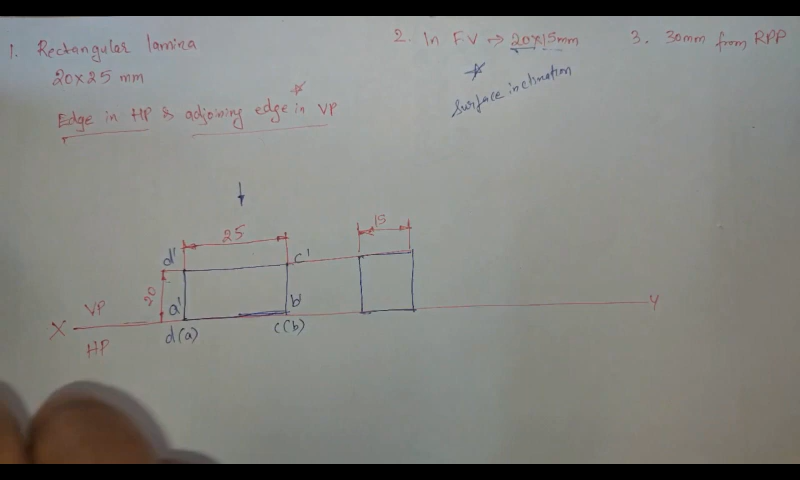 1. Rectangular lamina
20x25 mm
Edge in HP & adjoining edge in VP
2. In F.V → 20x15mm
Surface inclination
3. 30mm from RPP
25
15
20
d'
c'
a'
b'
X
VP
HP
d(a)
c(b)
Y